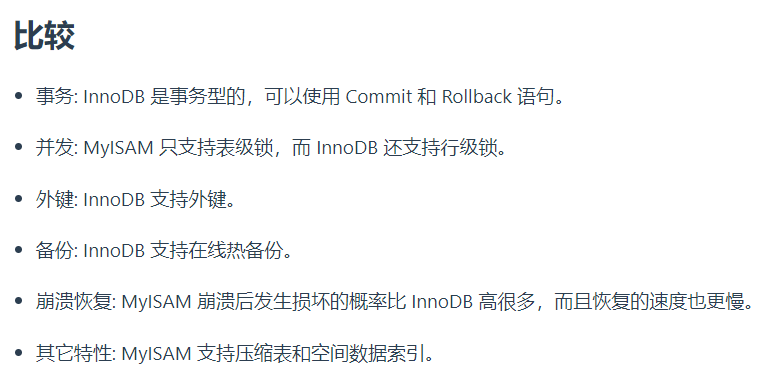 比较
事务: InnoDB 是事务型的，可以使用 Commit 和 Rollback 语句。
并发: MyISAM 只支持表级锁，而 InnoDB 还支持行级锁。
外键: InnoDB 支持外键。
备份: InnoDB 支持在线热备份。
崩溃恢复: MyISAM 崩溃后发生损坏的概率比 InnoDB 高很多，而且恢复的速度也更慢。
其它特性: MyISAM 支持压缩表和空间数据索引。